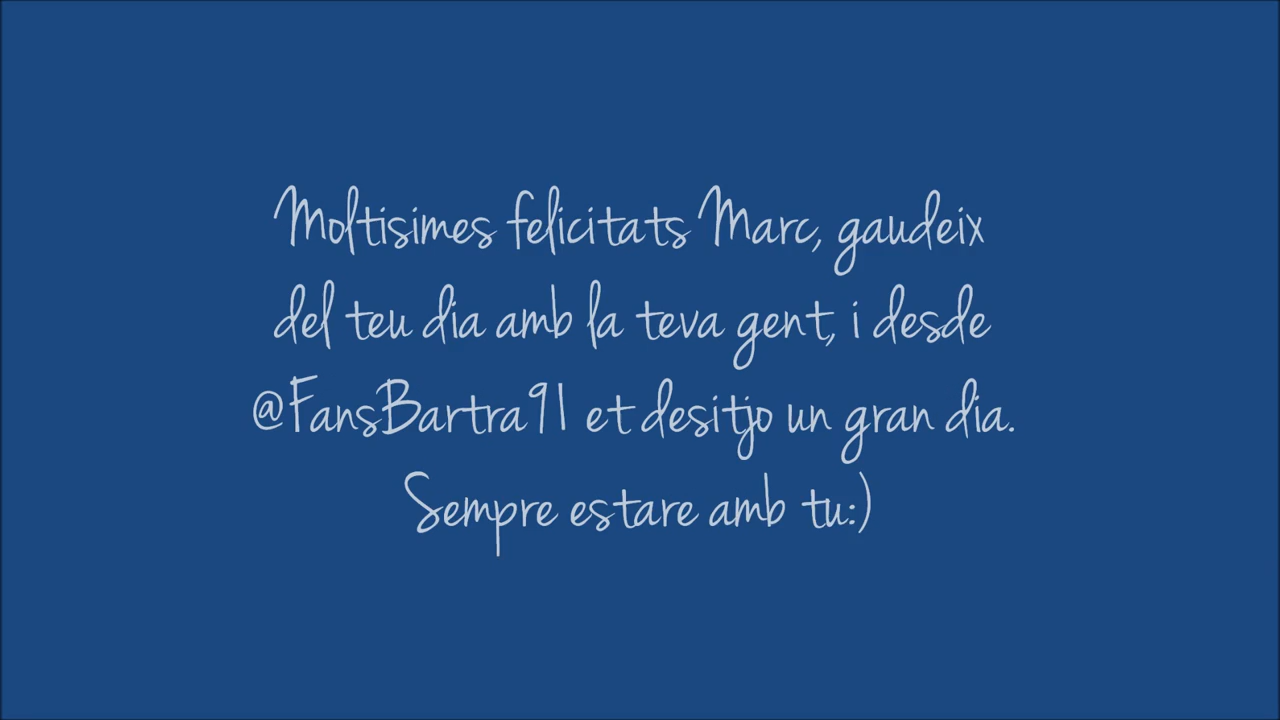 Moltisimes felicitats Marc, gaudeix
del teu dia amb la teva gent, i desde
@FansBartra91 et desitjo un gran dia.
Sempre estare amb tu:)